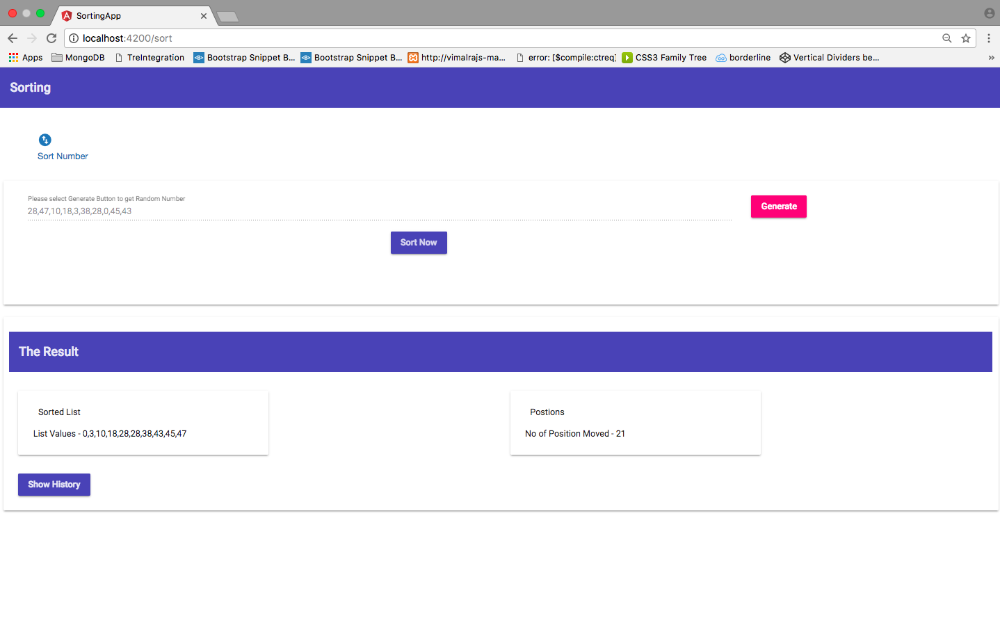 SortingApp
localhost:4200/sort
Apps MongoDB TreIntegration Bootstrap Snippet B... Bootstrap Snippet B... http://vimalrajs-ma... error: [$compile:ctreq] CSS3 Family Tree borderline Vertical Dividers be... »
Sorting
Sort Number
Please select Generate Button to get Random Number
28,47,10,18,3,38,28,0,45,43
Generate
Sort Now
The Result
Sorted List
List Values - 0,3,10,18,28,28,38,43,45,47
Postions
No of Position Moved - 21
Show History